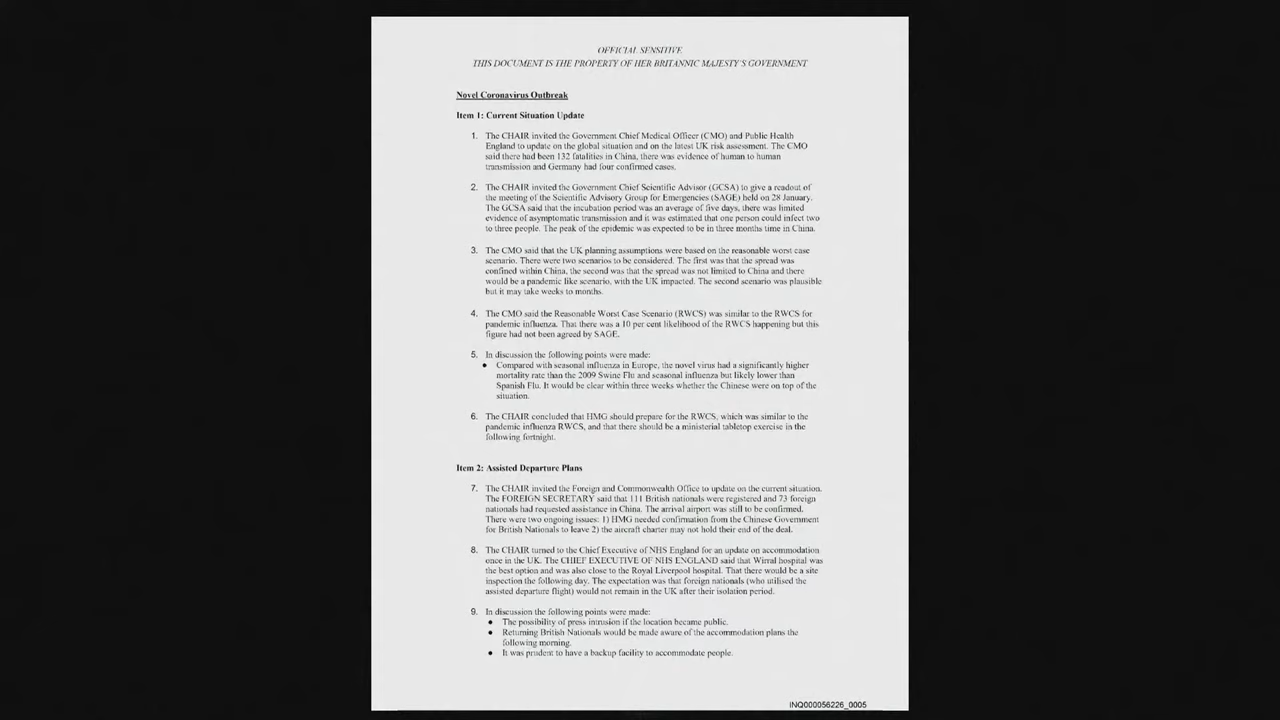 OFFICIAL SENSITIVE
THIS DOCUMENT IS THE PROPERTY OF HER BRITANNIC MAJESTY'S GOVERNMENT
Novel Coronavirus Outbreak
Item 1: Current Situation Update
1. The CHAIR invited the Government Chief Medical Officer (CMO) and Public Health
England to update on the global situation and on the latest UK risk assessment. The CMO
said there had been 132 fatalities in China, there was evidence of human to human
transmission and Germany had four confirmed cases.
2. The CHAIR invited the Government Chief Scientific Advisor (GCSA) to give a readout of
the meeting of the Scientific Advisory Group for Emergencies (SAGE) held on 28 January.
The GCSA said that the incubation period was an average of five days, there was limited
evidence of asymptomatic transmission and it was estimated that one person could infect two
to three people. The peak of the epidemic was expected to be in three months time in China.
3. The CMO said that the UK planning assumptions were based on the reasonable worst case
scenario. There were two scenarios to be considered. The first was that the spread was
confined within China, the second was that the spread was not limited to China and there
would be a pandemic like scenario, with the UK impacted. The second scenario was plausible
but it may take weeks to months.
4. The CMO said the Reasonable Worst Case Scenario (RWCS) was similar to the RWCS for
pandemic influenza. That there was a 10 per cent likelihood of the RWCS happening but this
figure had not been agreed by SAGE.
5. In discussion the following points were made:
● Compared with seasonal influenza in Europe, the novel virus had a significantly higher
mortality rate than the 2009 Swine Flu and seasonal influenza but likely lower than
Spanish Flu. It would be clear within three weeks whether the Chinese were on top of the
situation.
6. The CHAIR concluded that HMG should prepare for the RWCS, which was similar to the
pandemic influenza RWCS, and that there should be a ministerial tabletop exercise in the
following fortnight.
Item 2: Assisted Departure Plans
7. The CHAIR invited the Foreign and Commonwealth Office to update on the current situation.
The FOREIGN SECRETARY said that 111 British nationals were registered and 73 foreign
nationals had requested assistance in China. The arrival airport was still to be confirmed.
There were two ongoing issues: 1) HMG needed confirmation from the Chinese Government
for British Nationals to leave 2) the aircraft charter may not hold their end of the deal.
8. The CHAIR turned to the Chief Executive of NHS England for an update on accommodation
once in the UK. The CHIEF EXECUTIVE OF NHS ENGLAND said that Wirral hospital was
the best option and was also close to the Royal Liverpool hospital. That there would be a site
inspection the following day. The expectation was that foreign nationals (who utilised the
assisted departure flight) would not remain in the UK after their isolation period.
9. In discussion the following points were made:
● The possibility of press intrusion if the location became public.
● Returning British Nationals would be made aware of the accommodation plans the
following morning.
● It was prudent to have a backup facility to accommodate people.
INQ000056226_0005